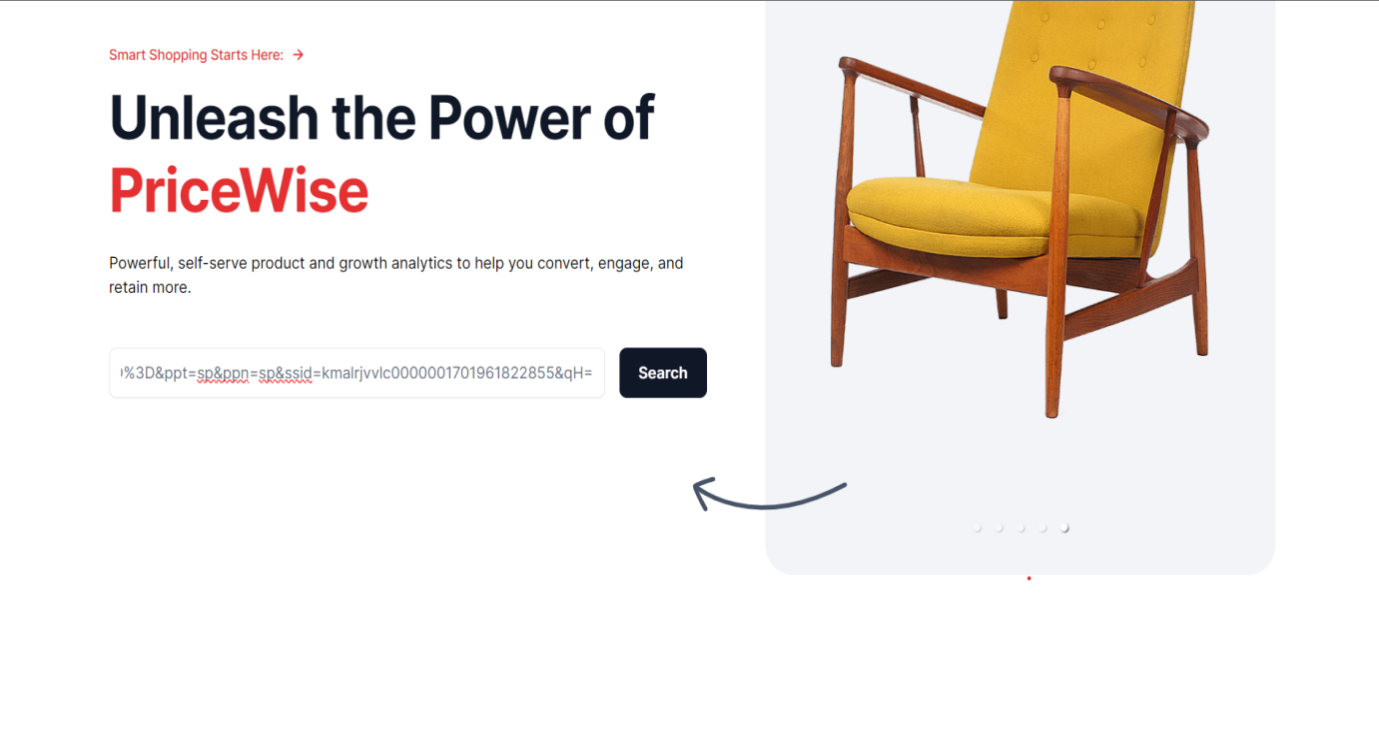 Smart Shopping Starts Here:
Unleash the Power of
PriceWise
Powerful, self-serve product and growth analytics to help you convert, engage, and
retain more.
%3D&ppt=sp&ppn=sp&ssid=kmalrjvvlc0000001701961822855&qH=
Search